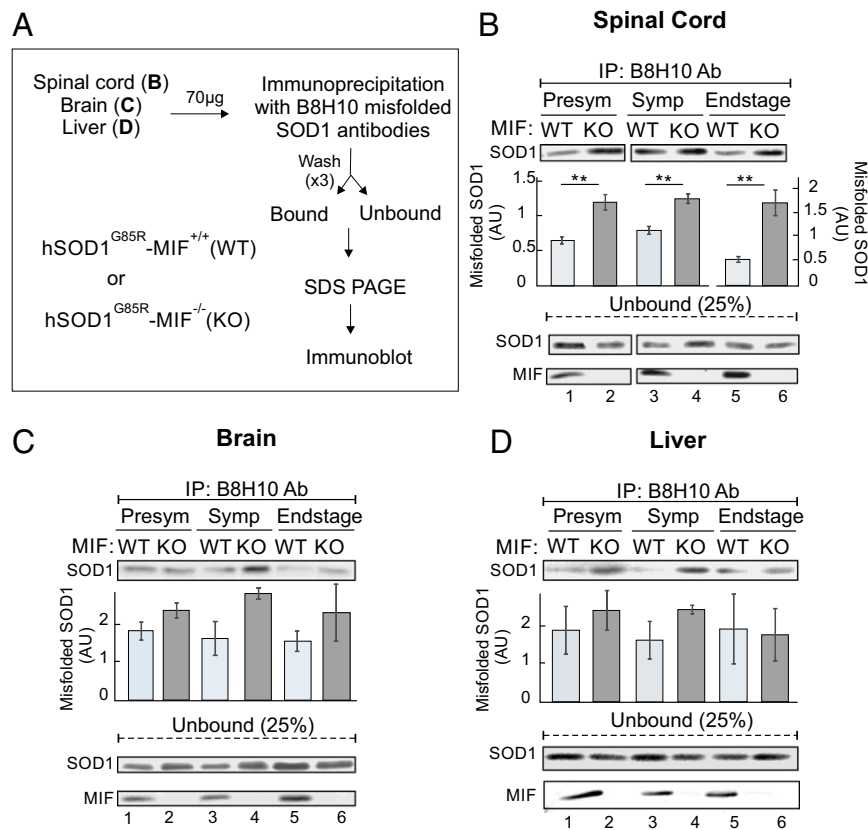 A
Spinal cord (B)
Brain (C)
Liver (D)
70µg
Immunoprecipitation
with B8H10 misfolded
SOD1 antibodies
Wash
(x3)
Bound Unbound
hSOD1G85R-MIF+/+(WT)
or
hSOD1G85R-MIF-/-(KO)
SDS PAGE
Immunoblot
B Spinal Cord
IP: B8H10 Ab
Presym Symp Endstage
MIF: WT KO WT KO WT KO
SOD1
Misfolded SOD1
(AU)
1.5
1
0.5
0
** ** **
2
1.5
1
0.5
0
Misfolded SOD1
(AU)
Unbound (25%)
SOD1
MIF
1 2 3 4 5 6
C Brain
IP: B8H10 Ab
Presym Symp Endstage
MIF: WT KO WT KO WT KO
SOD1
Misfolded SOD1
(AU)
2
1
0
Unbound (25%)
SOD1
MIF
1 2 3 4 5 6
D Liver
IP: B8H10 Ab
Presym Symp Endstage
MIF: WT KO WT KO WT KO
SOD1
Misfolded SOD1
(AU)
2
1
0
Unbound (25%)
SOD1
MIF
1 2 3 4 5 6